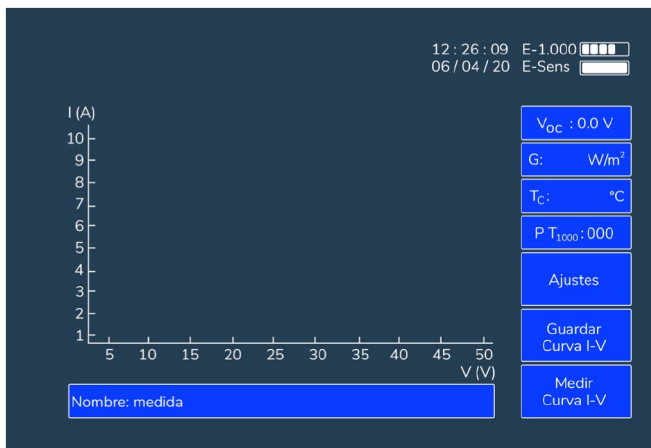 12 : 26 : 09 E-1.000
06 / 04 / 20 E-Sens
I (A)
10
9
8
7
6
5
4
3
2
1
5 10 15 20 25 30 35 40 45 50
V (V)
Nombre: medida
V_OC : 0.0 V
G: W/m²
T_C: °C
P T₁₀₀₀: 000
Ajustes
Guardar
Curva I-V
Medir
Curva I-V